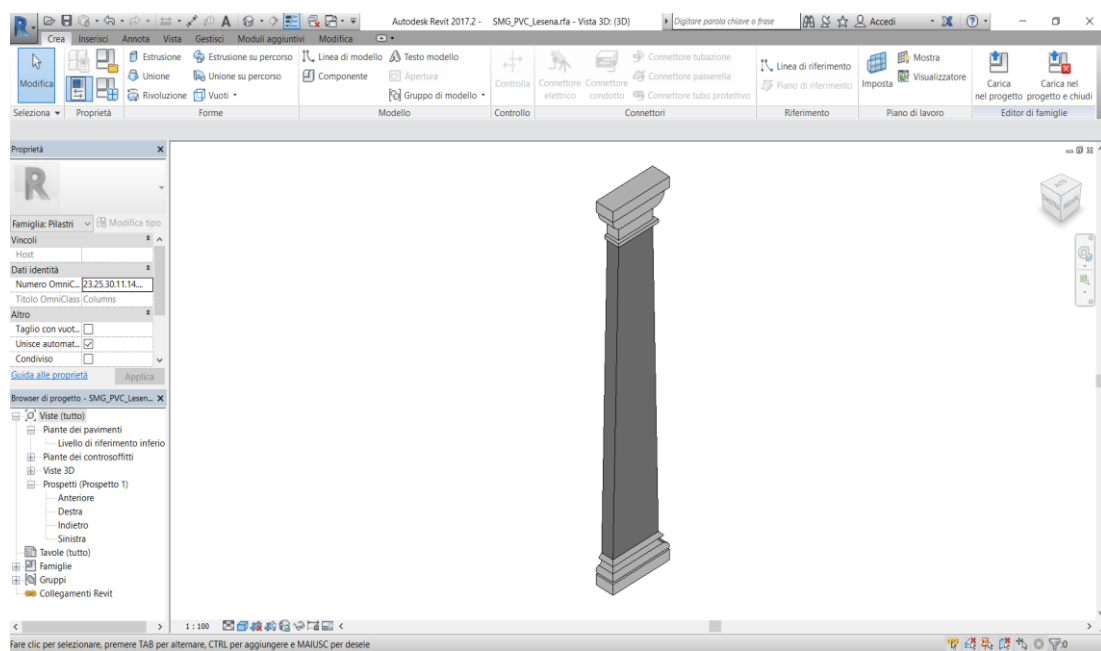 Autodesk Revit 2017.2 - SMG_PVC_Lesena.rfa - Vista 3D: {3D}
Digitare parola chiave o frase
Accedi
Crea Inserisci Annota Vista Gestisci Moduli aggiuntivi Modifica
Modifica
Estrusione
Unione
Rivoluzione
Estrusione su percorso
Unione su percorso
Vuoti
Linea di modello
Componente
Testo modello
Apertura
Gruppo di modello
Controlla
Connettore elettrico
Connettore condotto
Connettore tubazione
Connettore passerella
Connettore tubo protettivo
Linea di riferimento
Piano di riferimento
Imposta
Mostra
Visualizzatore
Carica nel progetto
Carica nel progetto e chiudi
Seleziona Proprietà Forme Modello Controllo Connettori Riferimento Piano di lavoro Editor di famiglie
Proprietà
R
Famiglia: Pilastri
Modifica tipo
Vincoli
Host
Dati identità
Numero OmniC... 23.25.30.11.14....
Titolo OmniClass Columns
Altro
Taglio con vuot...
Unisce automat...
Condiviso
Guida alle proprietà
Applica
Browser di progetto - SMG_PVC_Lesen...
Viste (tutto)
Piante dei pavimenti
Livello di riferimento inferio
Piante dei controsoffitti
Viste 3D
Prospetti (Prospetto 1)
Anteriore
Destra
Indietro
Sinistra
Tavole (tutto)
Famiglie
Gruppi
Collegamenti Revit
1 : 100
Fare clic per selezionare, premere TAB per alternare, CTRL per aggiungere e MAIUSC per desele
:0